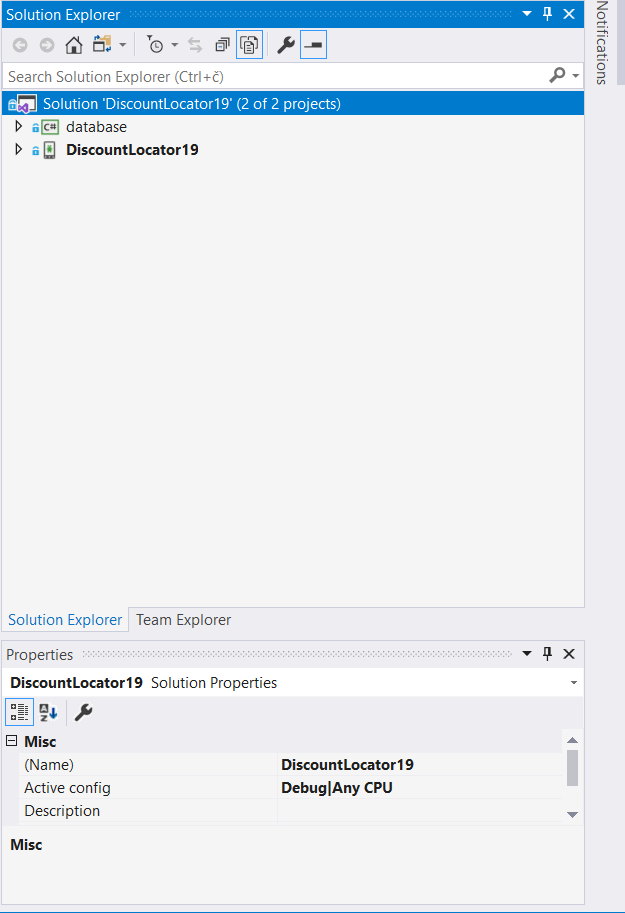 Solution Explorer
Notifications
Search Solution Explorer (Ctrl+č)
Solution 'DiscountLocator19' (2 of 2 projects)
C# database
DiscountLocator19
Solution Explorer Team Explorer
Properties
DiscountLocator19 Solution Properties
Misc
(Name) DiscountLocator19
Active config Debug|Any CPU
Description
Misc